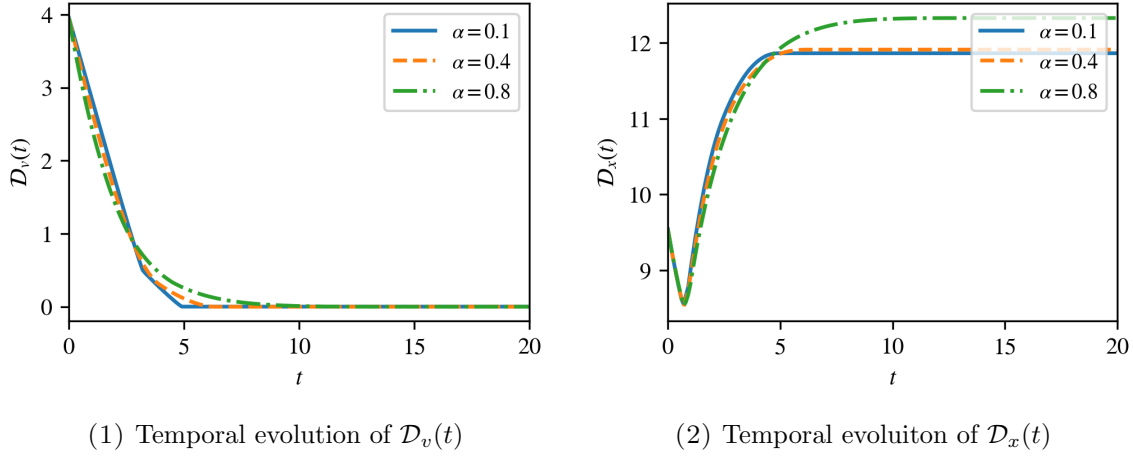 4
3
2
1
0
𝒟ᵥ(t)
0 5 10 15 20
t
α=0.1
α=0.4
α=0.8
12
11
10
9
𝒟ₓ(t)
0 5 10 15 20
t
α=0.1
α=0.4
α=0.8
(1) Temporal evolution of 𝒟ᵥ(t)
(2) Temporal evoluiton of 𝒟ₓ(t)